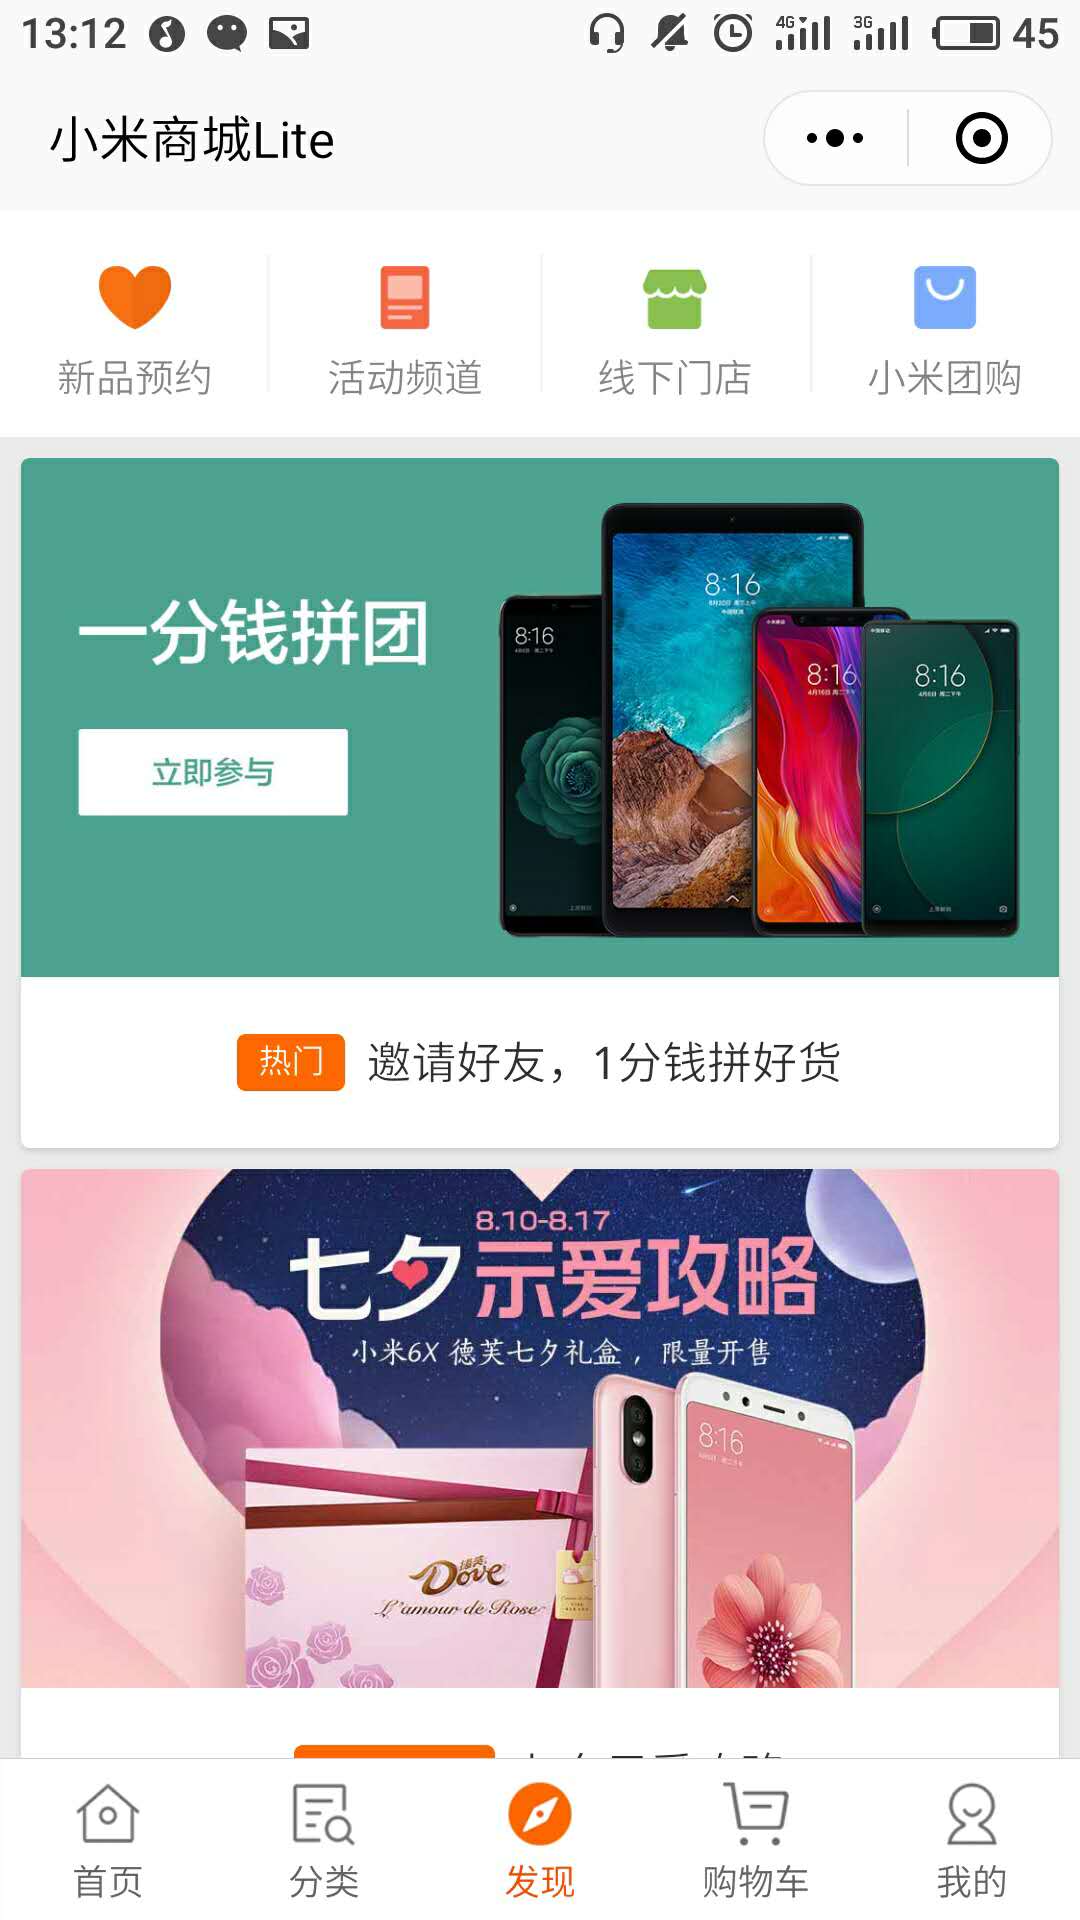 13:12 4G 3G 45
小米商城Lite
新品预约 活动频道 线下门店 小米团购
一分钱拼团
立即参与
8:16
8:16
8:16
8:16
热门 邀请好友，1分钱拼好货
8.10-8.17
七夕示爱攻略
小米6X 德芙七夕礼盒，限量开售
8:16
德芙
Dove
L'amour de Rose
首页 分类 发现 购物车 我的